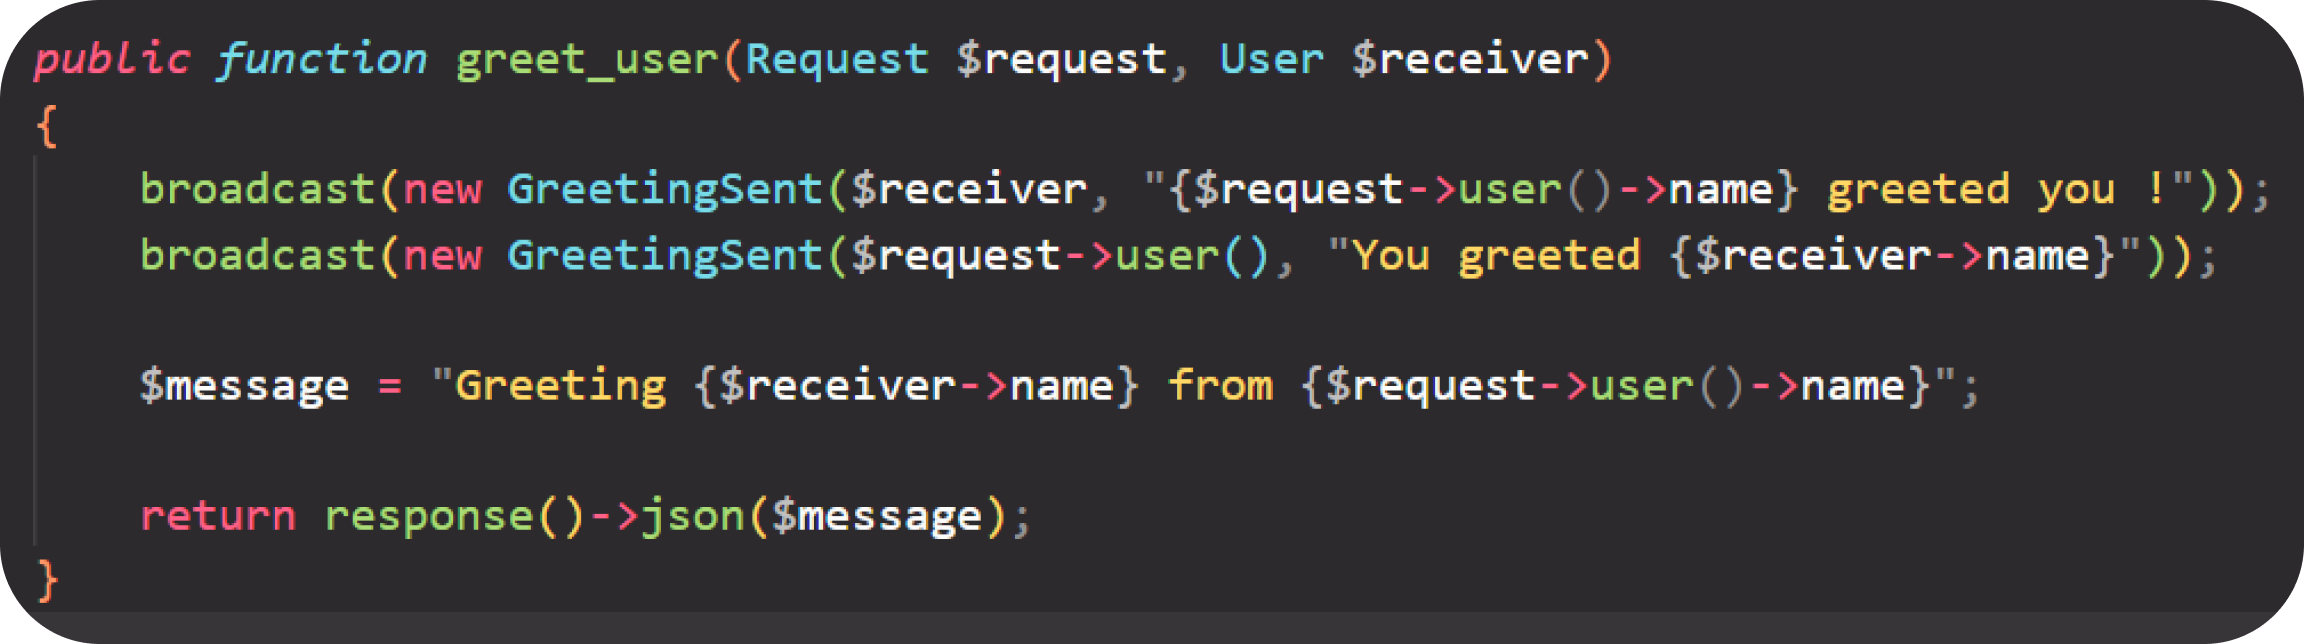 public function greet_user(Request $request, User $receiver)
{
broadcast(new GreetingSent($receiver, "{$request->user()->name} greeted you !"));
broadcast(new GreetingSent($request->user(), "You greeted {$receiver->name}"));
$message = "Greeting {$receiver->name} from {$request->user()->name}";
return response()->json($message);
}